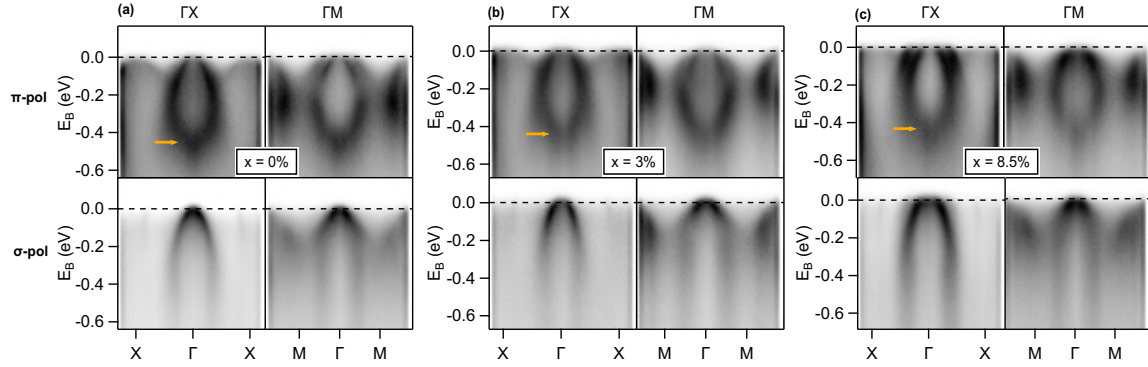 (a) ΓX ΓM (b) ΓX ΓM (c) ΓX ΓM
π-pol
E_B (eV) 0.0 -0.2 -0.4 -0.6
x = 0%
E_B (eV) 0.0 -0.2 -0.4 -0.6
x = 3%
E_B (eV) 0.0 -0.2 -0.4 -0.6
x = 8.5%
σ-pol
E_B (eV) 0.0 -0.2 -0.4 -0.6
E_B (eV) 0.0 -0.2 -0.4 -0.6
E_B (eV) 0.0 -0.2 -0.4 -0.6
X Γ X M Γ M X Γ X M Γ M X Γ X M Γ M